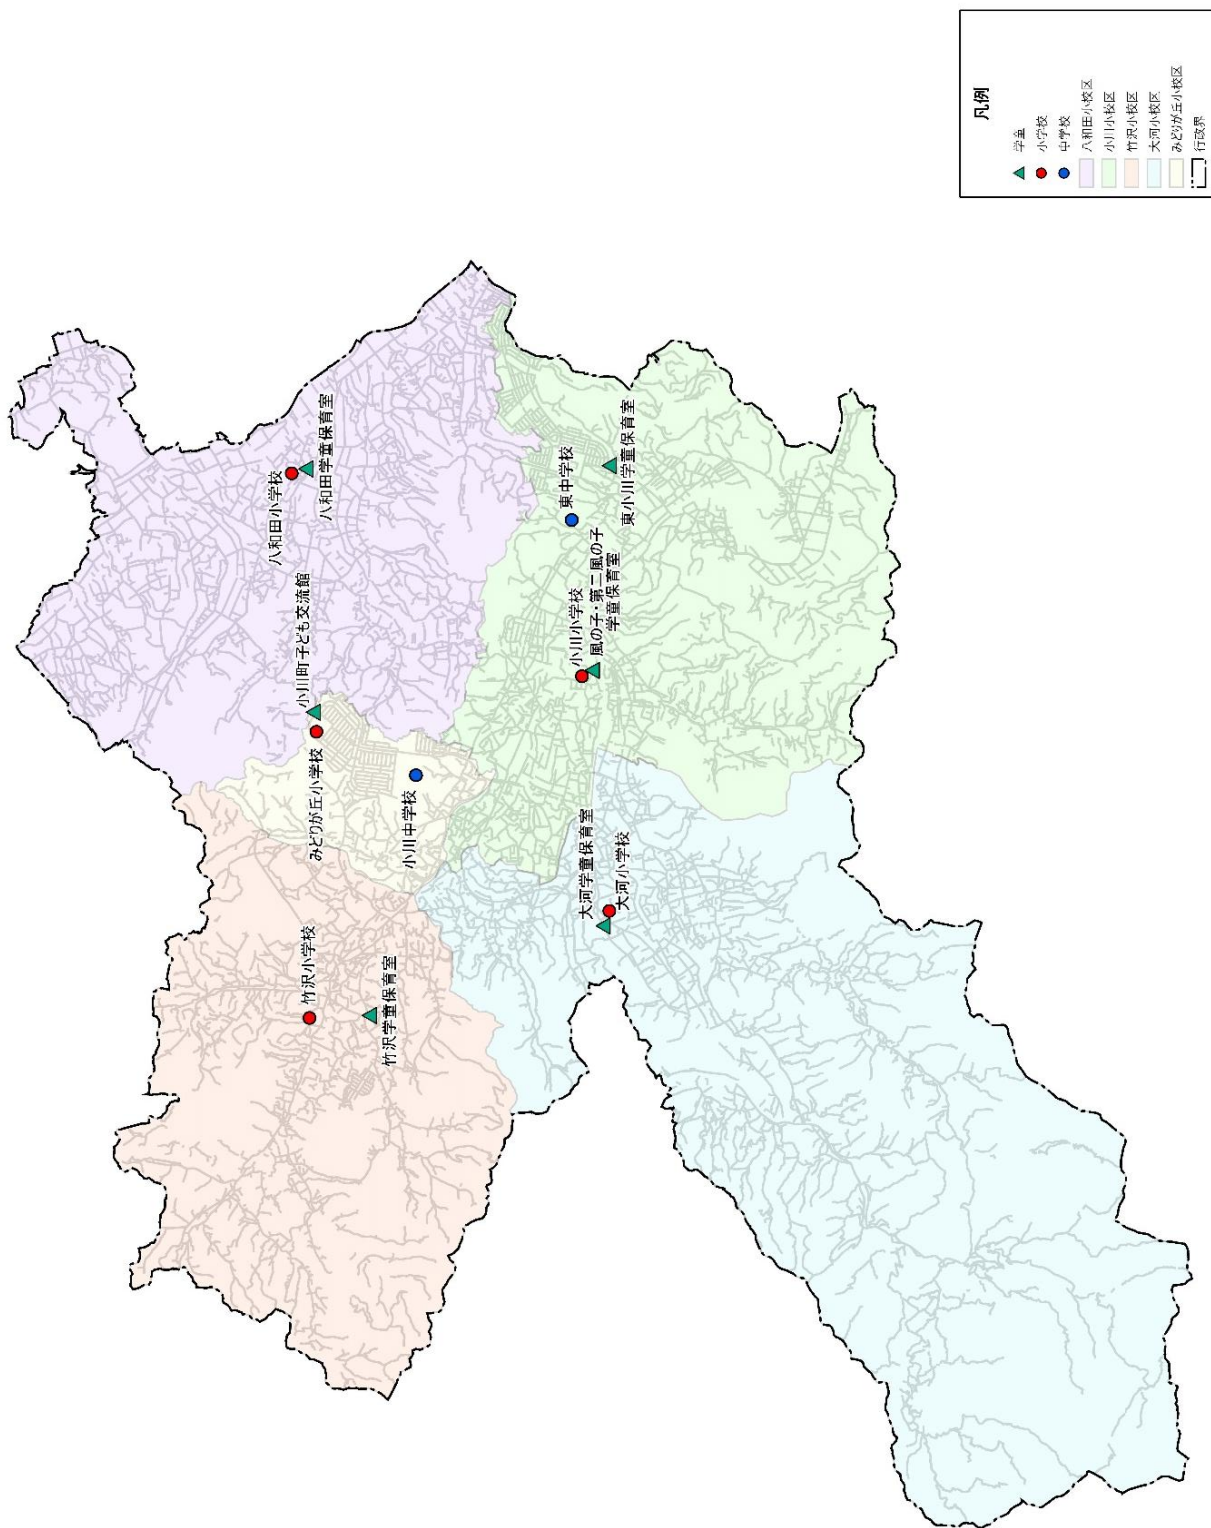 凡例
学童
小学校
中学校
八和田小校区
小川小校区
竹沢小校区
大河小校区
みどりが丘小校区
行政界
八和田小学校
八和田学童保育室
小川町子ども交流館
みどりが丘小学校
小川中学校
竹沢小学校
竹沢学童保育室
東中学校
東小川学童保育室
小川小学校
風の子・第二風の子
学童保育室
大河学童保育室
大河小学校